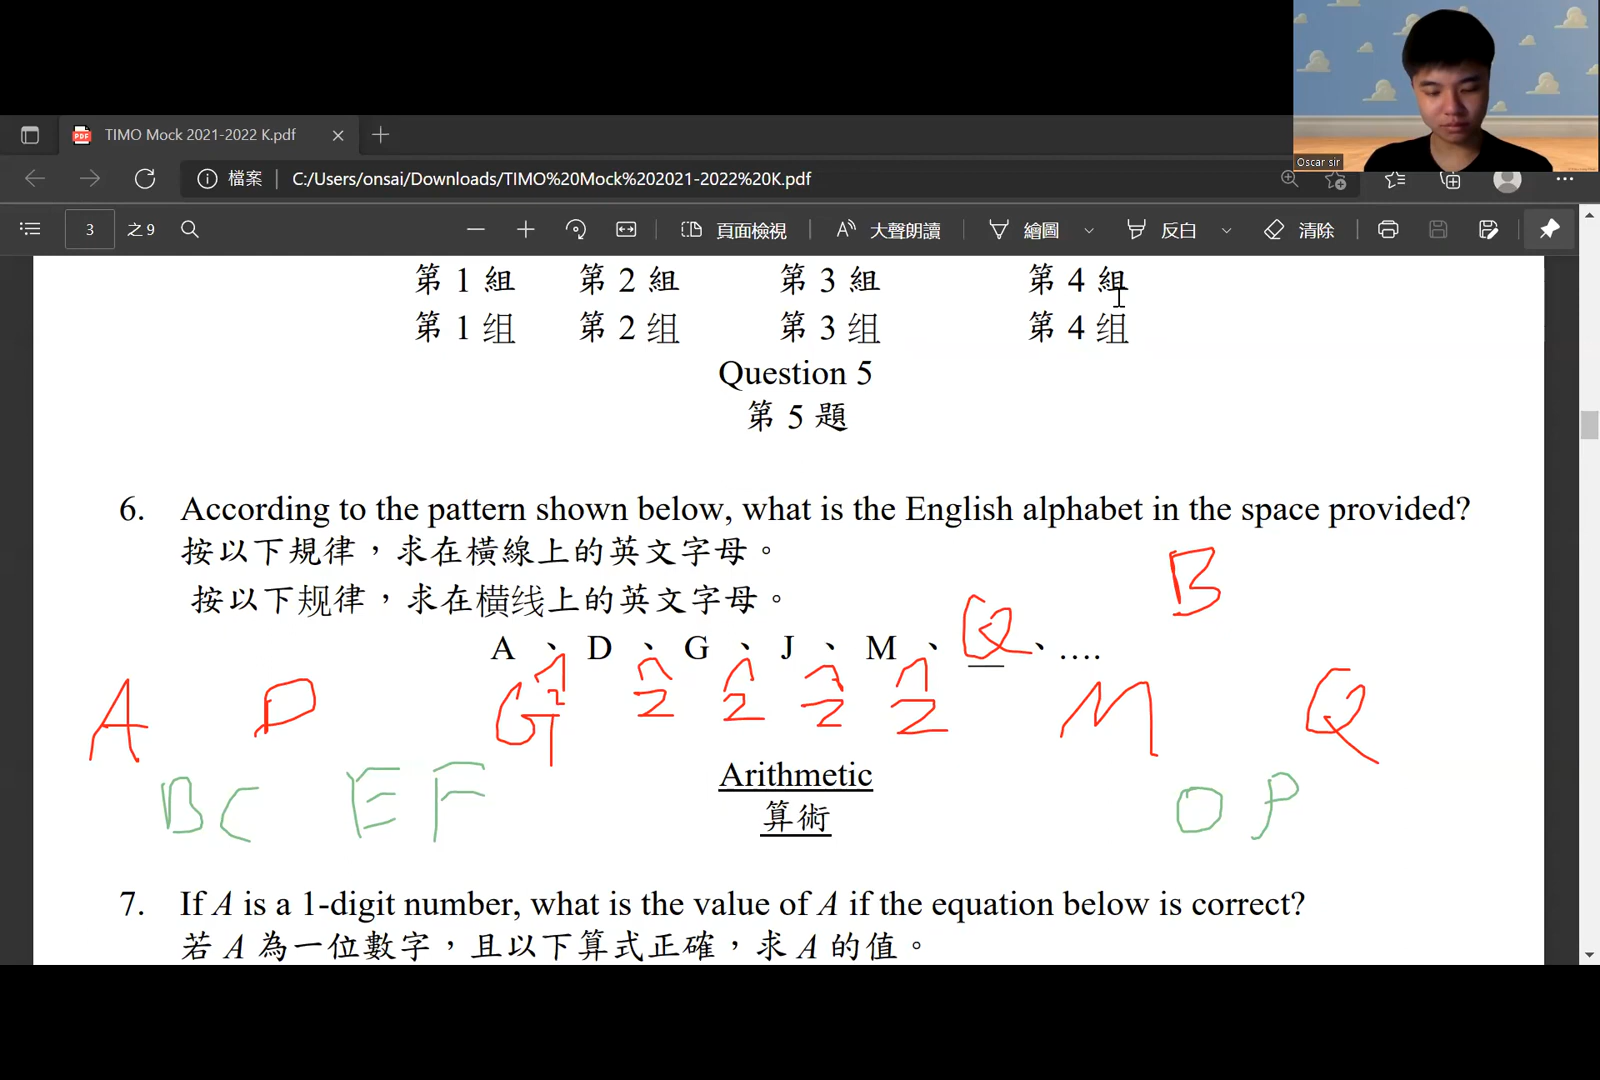 Oscar sir
TIMO Mock 2021-2022 K.pdf
檔案 C:/Users/onsai/Downloads/TIMO%20Mock%202021-2022%20K.pdf
3 之 9 頁面檢視 A 大聲朗讀 繪圖 反白 清除
第 1 組 第 2 組 第 3 組 第 4 組
第 1 组 第 2 组 第 3 组 第 4 组
Question 5
第 5 題
6. According to the pattern shown below, what is the English alphabet in the space provided?
按以下規律，求在橫線上的英文字母。
按以下规律，求在横线上的英文字母。
B
A 、 D 、 G 、 J 、 M 、 Q 、 ….
2 2 2 2 2
A D G M Q
B C E F O P
Arithmetic
算術
7. If A is a 1-digit number, what is the value of A if the equation below is correct?
若 A 為一位數字，且以下算式正確，求 A 的值。